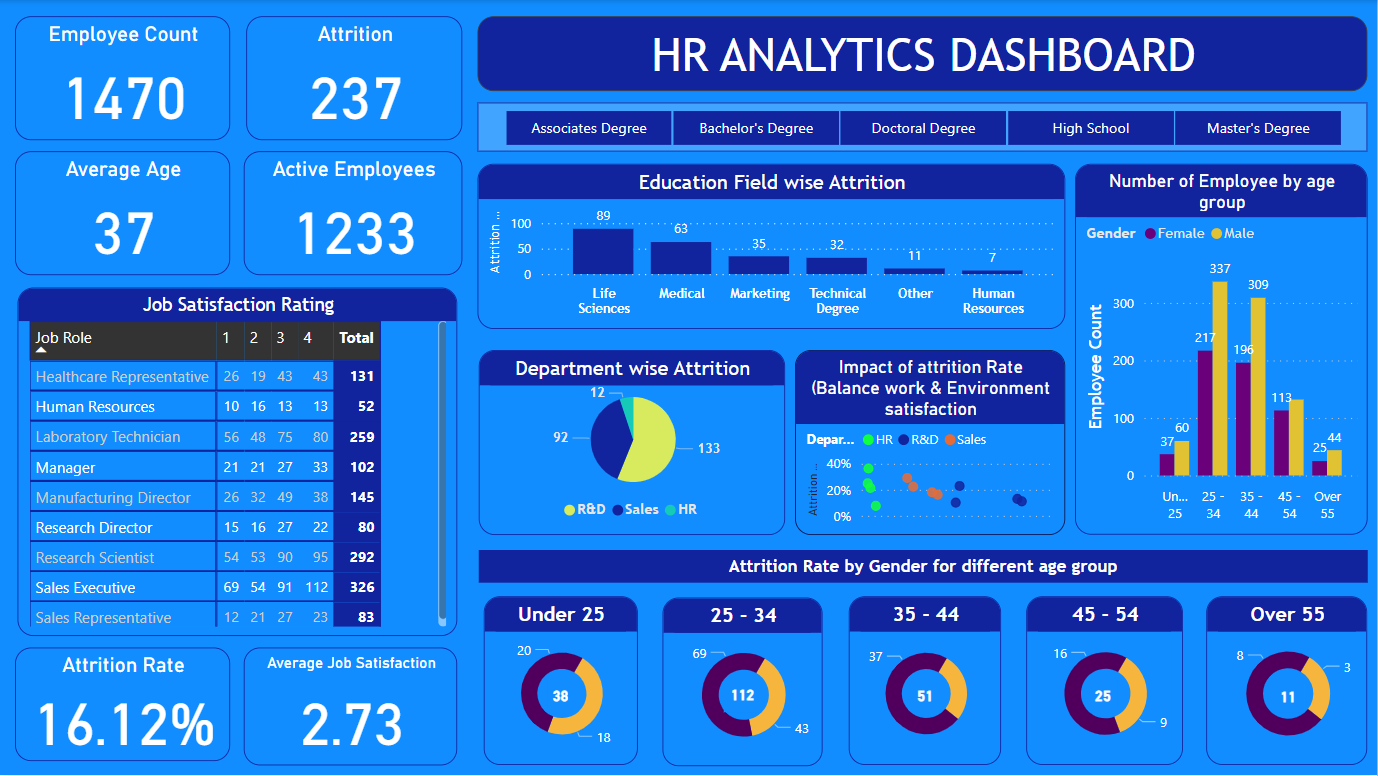 Employee Count
1470
Attrition
237
HR ANALYTICS DASHBOARD
Associates Degree
Bachelor's Degree
Doctoral Degree
High School
Master's Degree
Average Age
37
Active Employees
1233
Education Field wise Attrition
Attrition ...
100
50
0
89
63
35
32
11
7
Life
Sciences
Medical
Marketing
Technical
Degree
Other
Human
Resources
Number of Employee by age
group
Gender Female Male
Employee Count
300
200
100
0
37
60
217
337
196
309
113
25
44
Un...
25
25 -
34
35 -
44
45 -
54
Over
55
Job Satisfaction Rating
Job Role 1 2 3 4 Total
Healthcare Representative 26 19 43 43 131
Human Resources 10 16 13 13 52
Laboratory Technician 56 48 75 80 259
Manager 21 21 27 33 102
Manufacturing Director 26 32 49 38 145
Research Director 15 16 27 22 80
Research Scientist 54 53 90 95 292
Sales Executive 69 54 91 112 326
Sales Representative 12 21 27 23 83
Department wise Attrition
12
92
133
R&D Sales HR
Impact of attrition Rate
(Balance work & Environment
satisfaction
Depar... HR R&D Sales
Attrition ...
40%
20%
0%
Attrition Rate by Gender for different age group
Under 25
20
38
18
25 - 34
69
112
43
35 - 44
37
51
45 - 54
16
25
9
Over 55
8
3
11
Attrition Rate
16.12%
Average Job Satisfaction
2.73